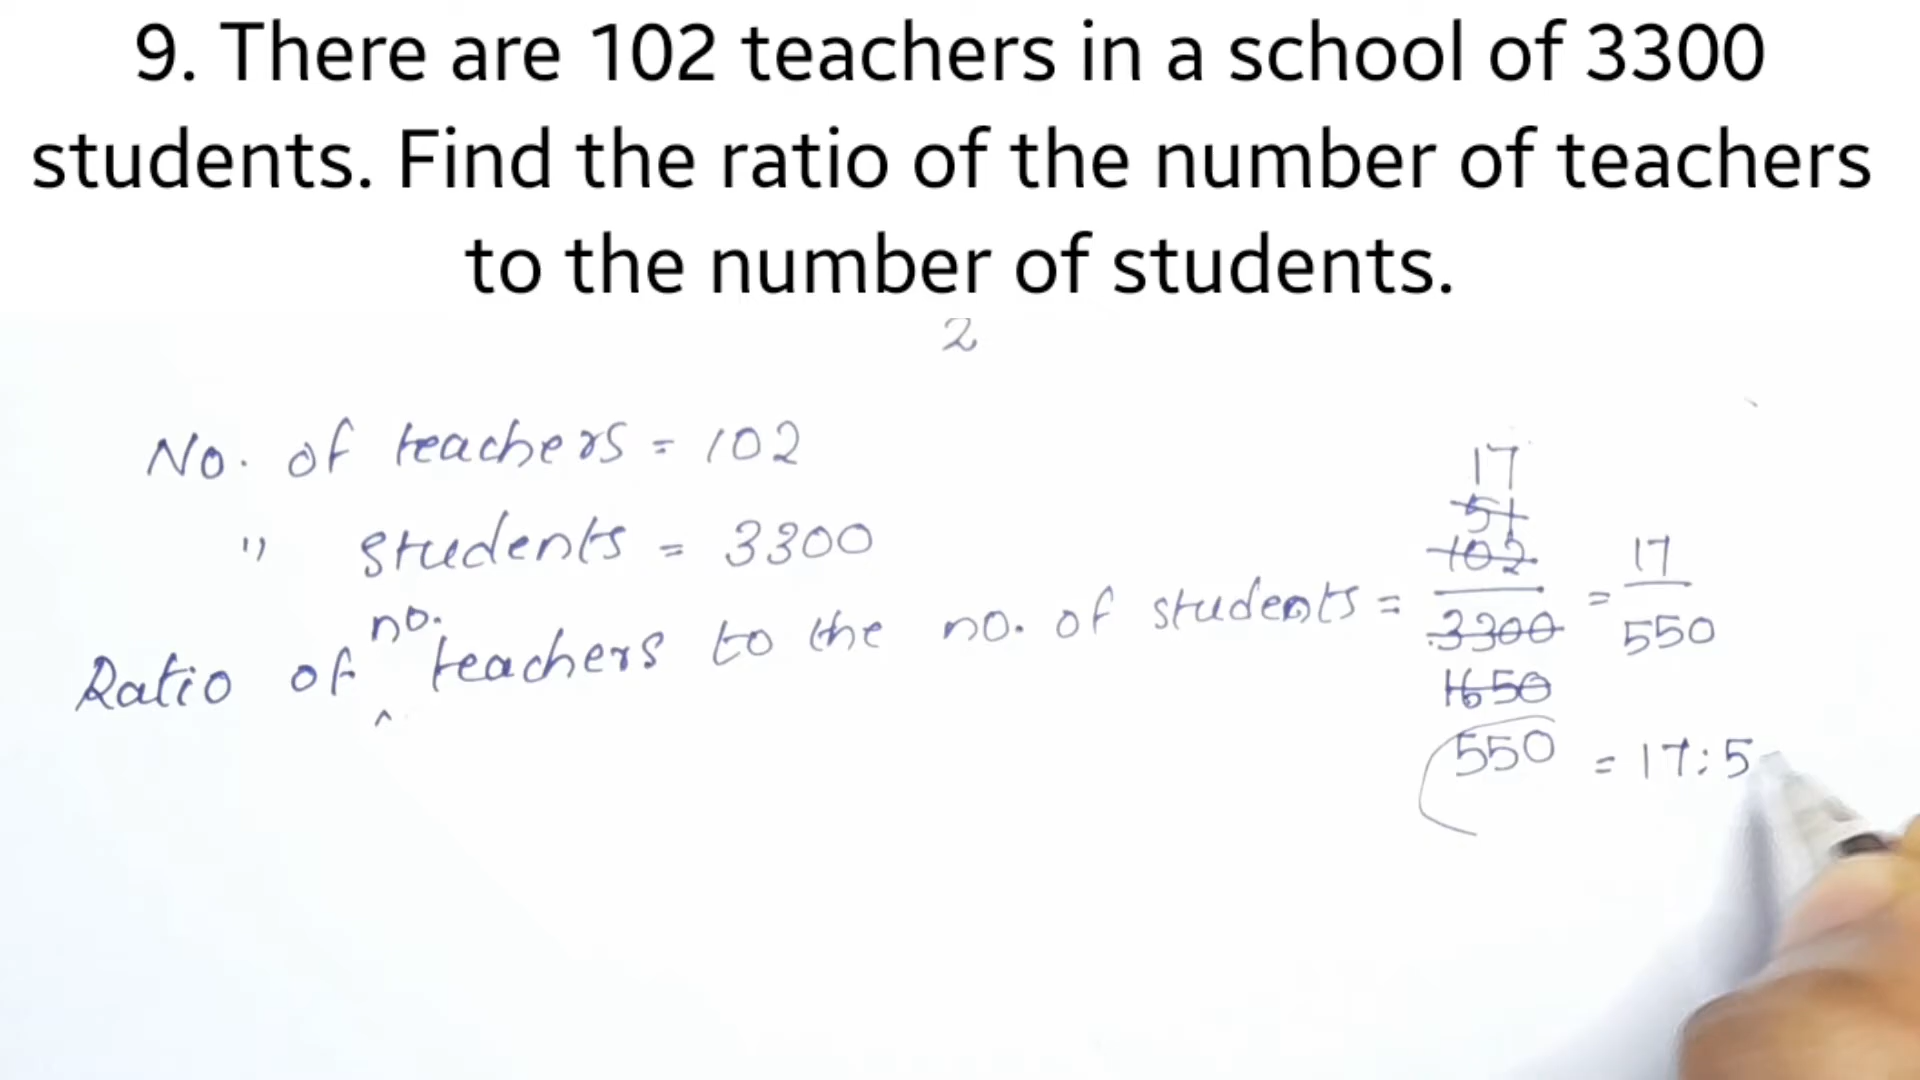 9. There are 102 teachers in a school of 3300
students. Find the ratio of the number of teachers
to the number of students.
2
No. of teachers = 102
" students = 3300
17
51
102
3300
1650
550
= 17
550
no.
Ratio of teachers to the no. of students =
^
= 17:5